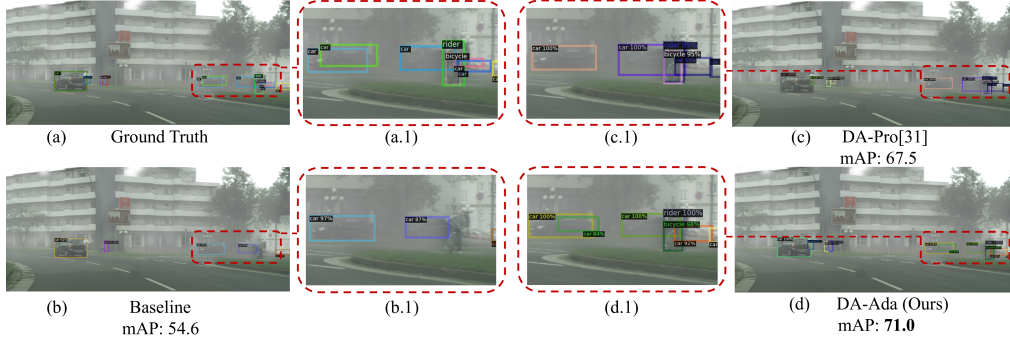 car
car
car
rider
bicycle
car
car
car 100%
car 100%
bicycle 95%
(a)
Ground Truth
(a.1)
(c.1)
(c)
DA-Pro[31]
mAP: 67.5
car 97%
car 87%
car 100%
car 84%
car 100%
rider 100%
bicycle 98%
car 92%
(b)
Baseline
mAP: 54.6
(b.1)
(d.1)
(d)
DA-Ada (Ours)
mAP: 71.0